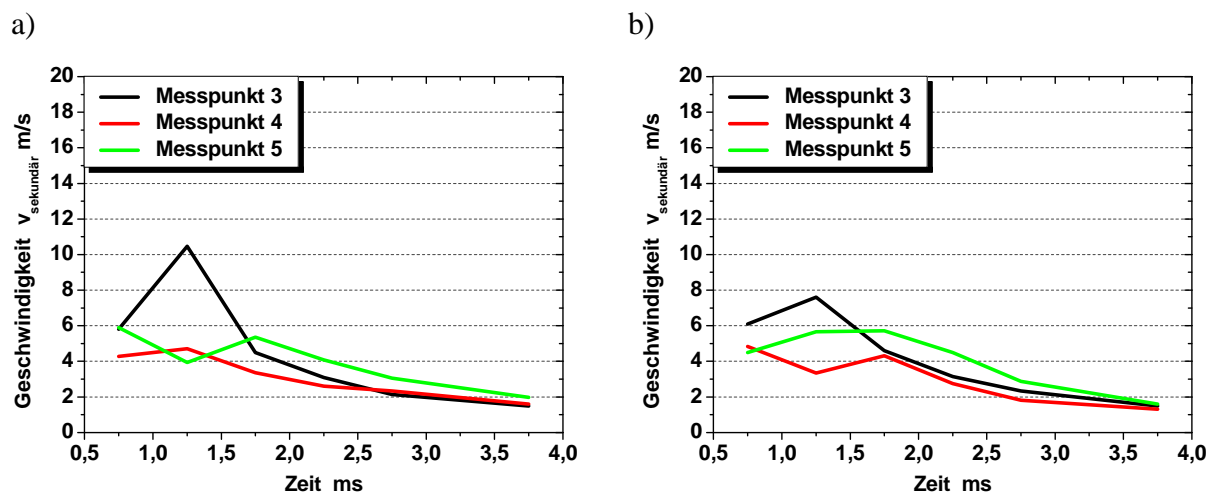 a)
20
18
16
14
12
10
8
6
4
2
0
Geschwindigkeit v sekundär m/s
Messpunkt 3
Messpunkt 4
Messpunkt 5
0,5 1,0 1,5 2,0 2,5 3,0 3,5 4,0
Zeit ms
b)
20
18
16
14
12
10
8
6
4
2
0
Geschwindigkeit v sekundär m/s
Messpunkt 3
Messpunkt 4
Messpunkt 5
0,5 1,0 1,5 2,0 2,5 3,0 3,5 4,0
Zeit ms